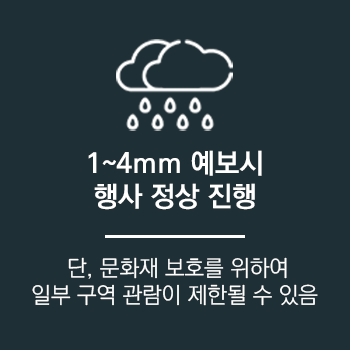 1~4mm 예보시
행사 정상 진행
단, 문화재 보호를 위하여
일부 구역 관람이 제한될 수 있음